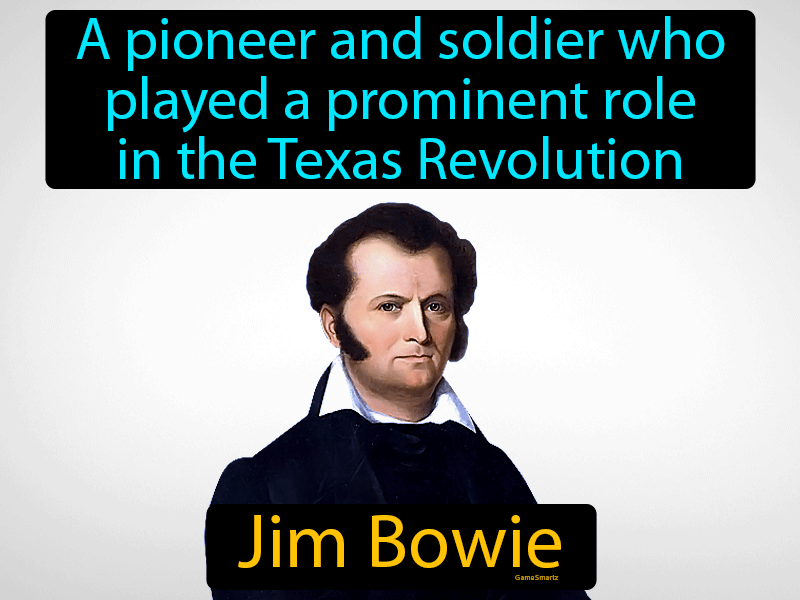 A pioneer and soldier who
played a prominent role
in the Texas Revolution
Jim Bowie
GameSmartz